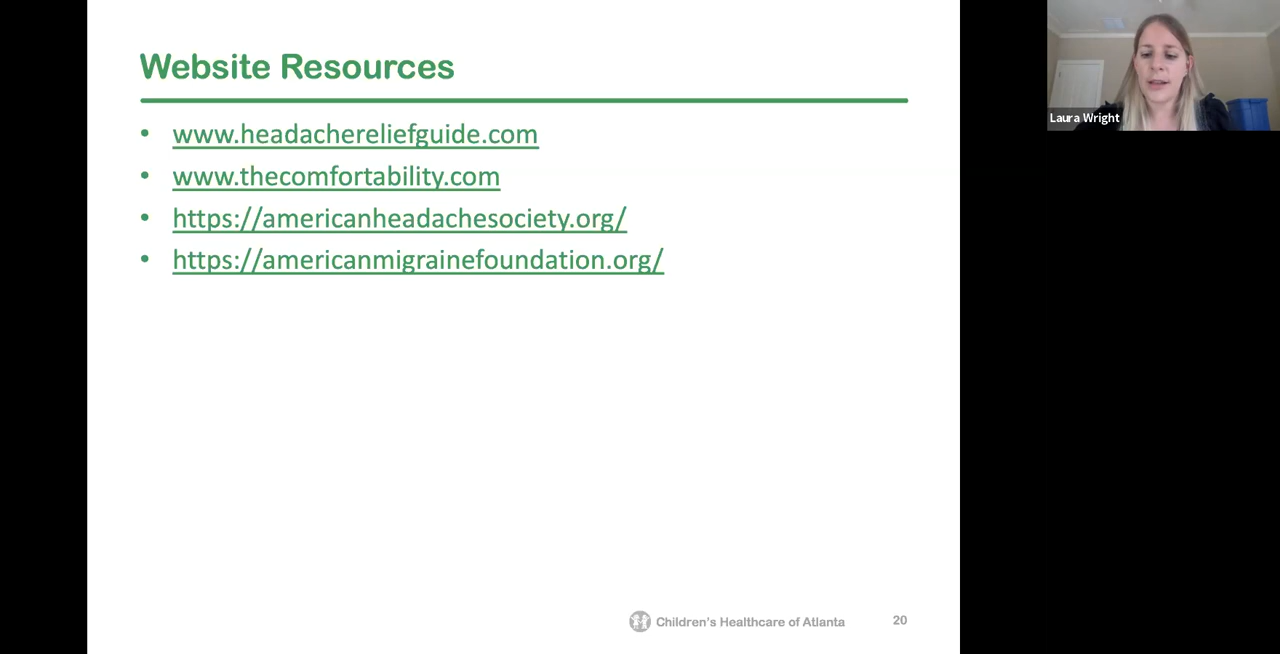 Website Resources
• www.headachereliefguide.com
• www.thecomfortability.com
• https://americanheadachesociety.org/
• https://americanmigrainefoundation.org/
Children's Healthcare of Atlanta 20
Laura Wright